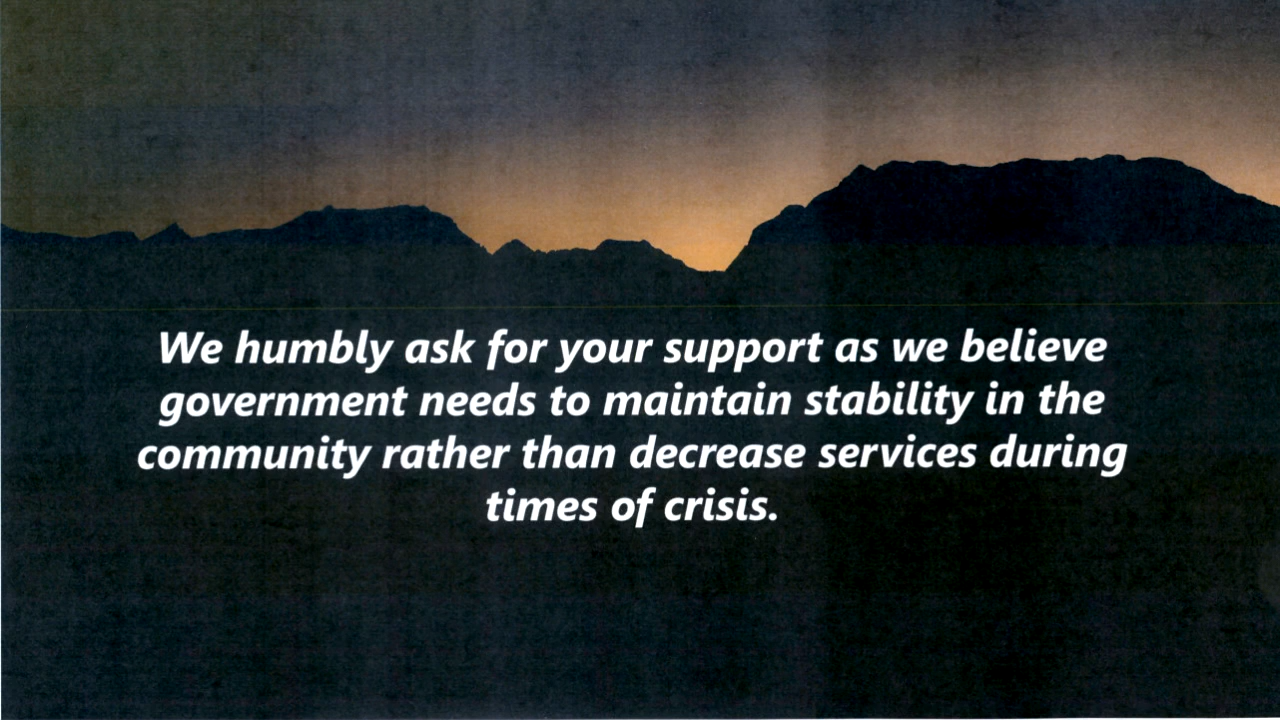 We humbly ask for your support as we believe
government needs to maintain stability in the
community rather than decrease services during
times of crisis.